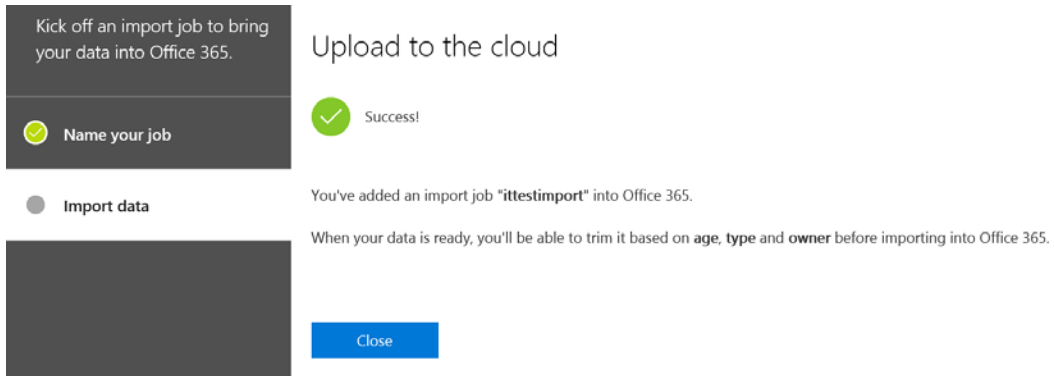 Kick off an import job to bring
your data into Office 365.
Name your job
Import data
Upload to the cloud
Success!
You've added an import job "ittestimport" into Office 365.
When your data is ready, you'll be able to trim it based on age, type and owner before importing into Office 365.
Close